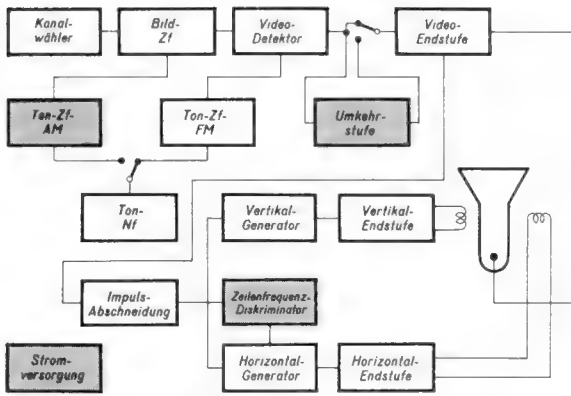 Kanal-
wähler
Bild-
Zf
Video-
Detektor
Video-
Endstufe
Ton-Zf-
AM
Ton-Zf-
FM
Umkehr-
stufe
Ton-
Nf
Vertikal-
Generator
Vertikal-
Endstufe
Impuls-
Abschneidung
Zeilenfrequenz-
Diskriminator
Horizontal-
Generator
Horizontal-
Endstufe
Strom-
versorgung